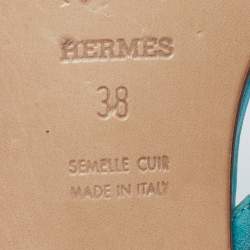 HERMES
38
SEMELLE CUIR
MADE IN ITALY